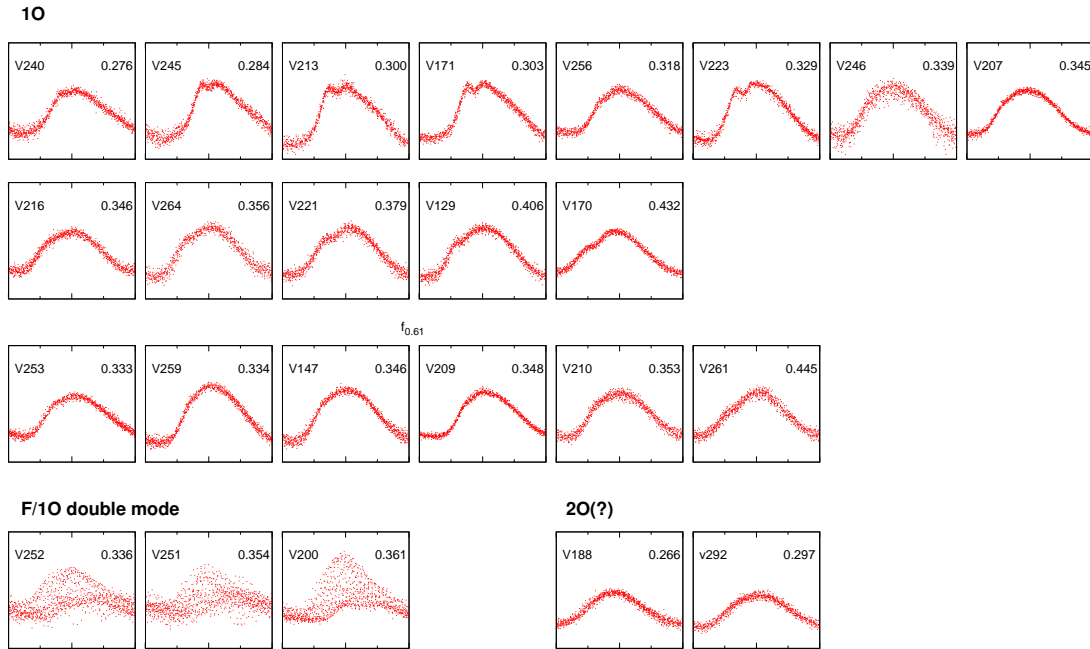 1O
V240 0.276 V245 0.284 V213 0.300 V171 0.303 V256 0.318 V223 0.329 V246 0.339 V207 0.345
V216 0.346 V264 0.356 V221 0.379 V129 0.406 V170 0.432
f0.61
V253 0.333 V259 0.334 V147 0.346 V209 0.348 V210 0.353 V261 0.445
F/1O double mode 2O(?)
V252 0.336 V251 0.354 V200 0.361 V188 0.266 v292 0.297